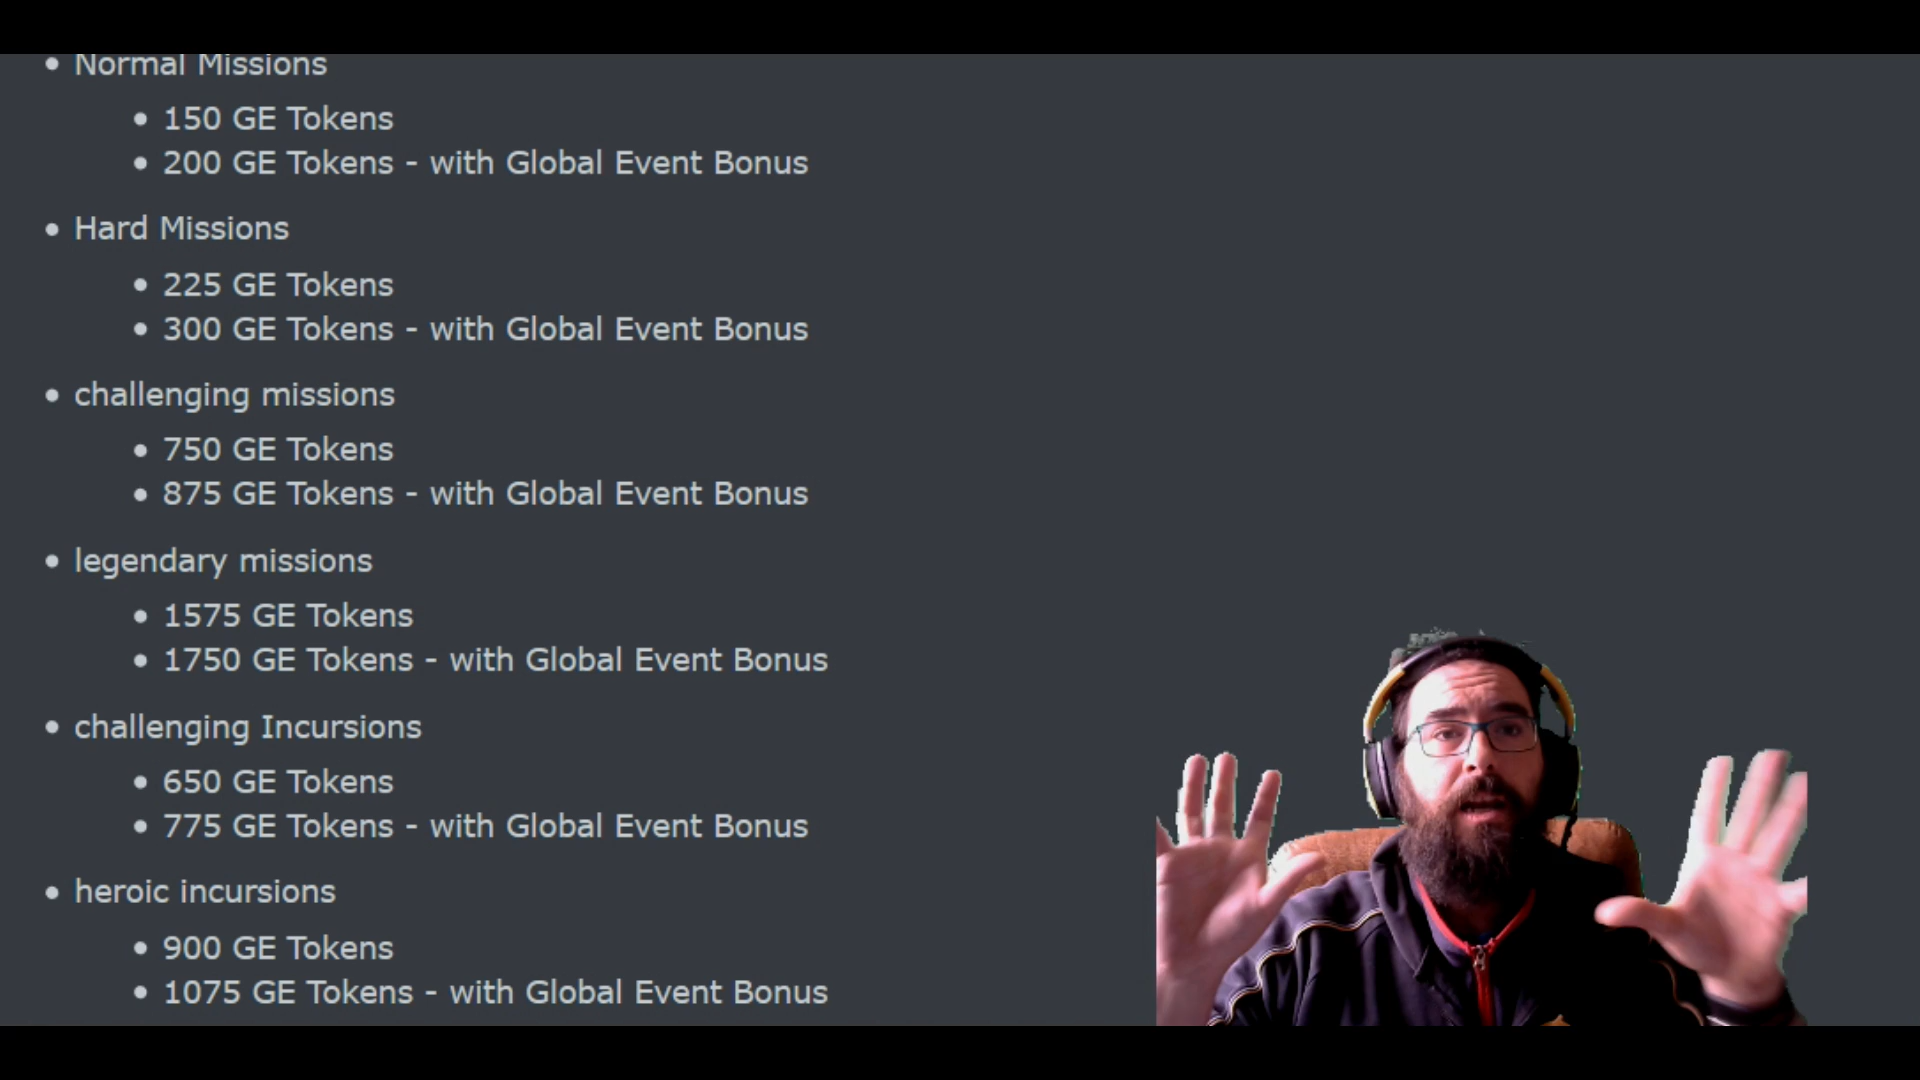 Normal Missions
150 GE Tokens
200 GE Tokens - with Global Event Bonus
Hard Missions
225 GE Tokens
300 GE Tokens - with Global Event Bonus
challenging missions
750 GE Tokens
875 GE Tokens - with Global Event Bonus
legendary missions
1575 GE Tokens
1750 GE Tokens - with Global Event Bonus
challenging Incursions
650 GE Tokens
775 GE Tokens - with Global Event Bonus
heroic incursions
900 GE Tokens
1075 GE Tokens - with Global Event Bonus